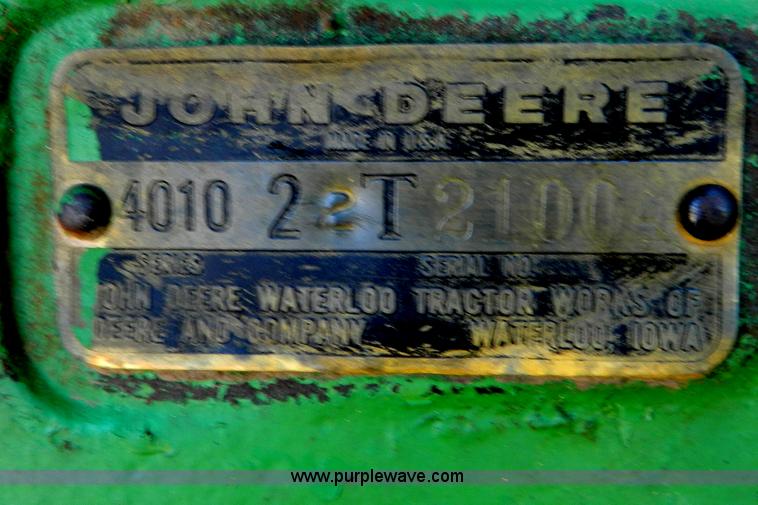 JOHN DEERE
MADE IN U.S.A.
4010 22T 2100
SERIES SERIAL NO.
JOHN DEERE WATERLOO TRACTOR WORKS OF
DEERE AND COMPANY WATERLOO, IOWA
www.purplewave.com